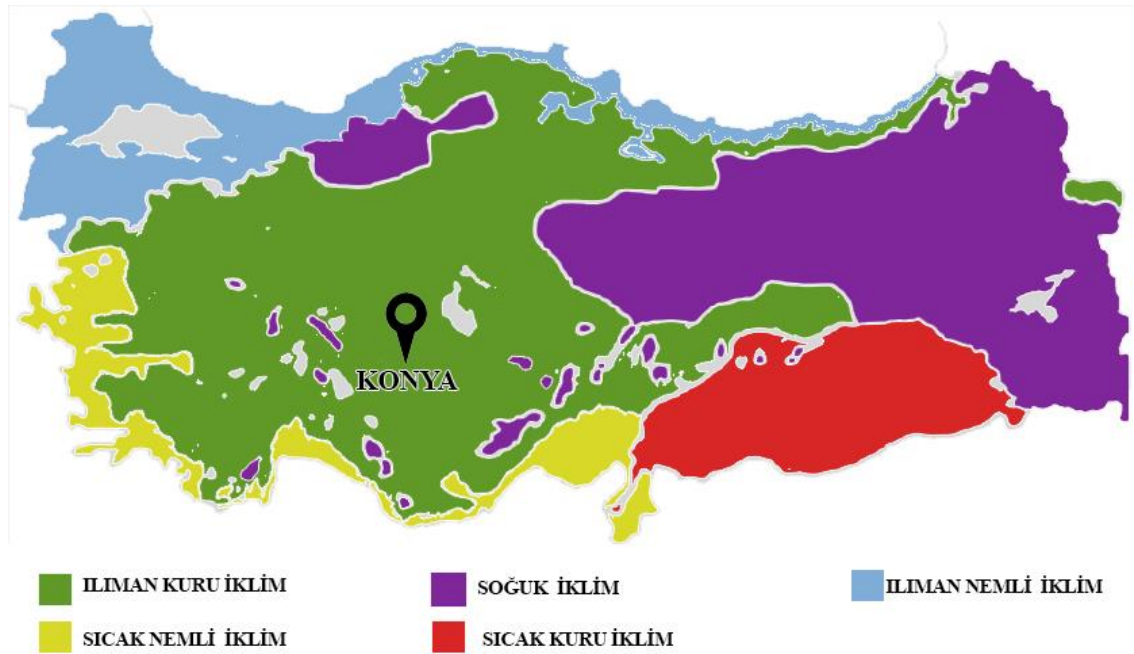 KONYA
ILIMAN KURU İKLİM
SOĞUK İKLİM
ILIMAN NEMLİ İKLİM
SICAK NEMLİ İKLİM
SICAK KURU İKLİM